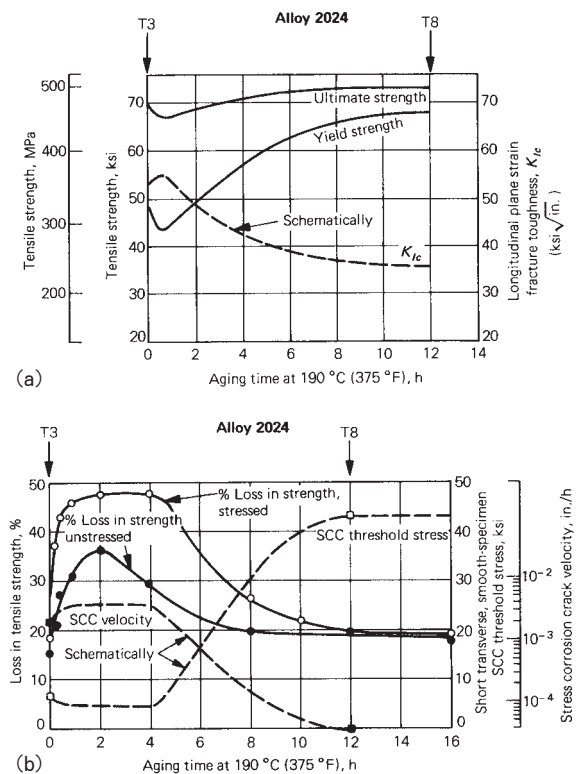 Alloy 2024
T3
T8
500
400
300
200
Tensile strength, MPa
70
60
50
40
30
20
Tensile strength, ksi
Ultimate strength
Yield strength
Schematically
K_Ic
70
60
50
40
30
20
Longitudinal plane strain
fracture toughness, K_Ic
(ksi √in.)
0 2 4 6 8 10 12 14
Aging time at 190 °C (375 °F), h
(a)
Alloy 2024
T3
T8
50
40
30
20
10
0
Loss in tensile strength, %
% Loss in strength,
stressed
% Loss in strength
unstressed
SCC threshold stress
SCC velocity
Schematically
50
40
30
20
10
0
Short transverse, smooth-specimen
SCC threshold stress, ksi
10⁻²
10⁻³
10⁻⁴
Stress corrosion crack velocity, in./h
0 2 4 6 8 10 12 14 16
Aging time at 190 °C (375 °F), h
(b)